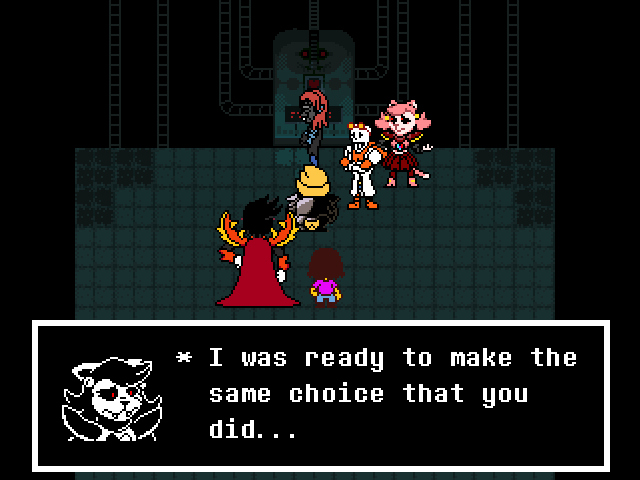 * I was ready to make the
same choice that you
did...